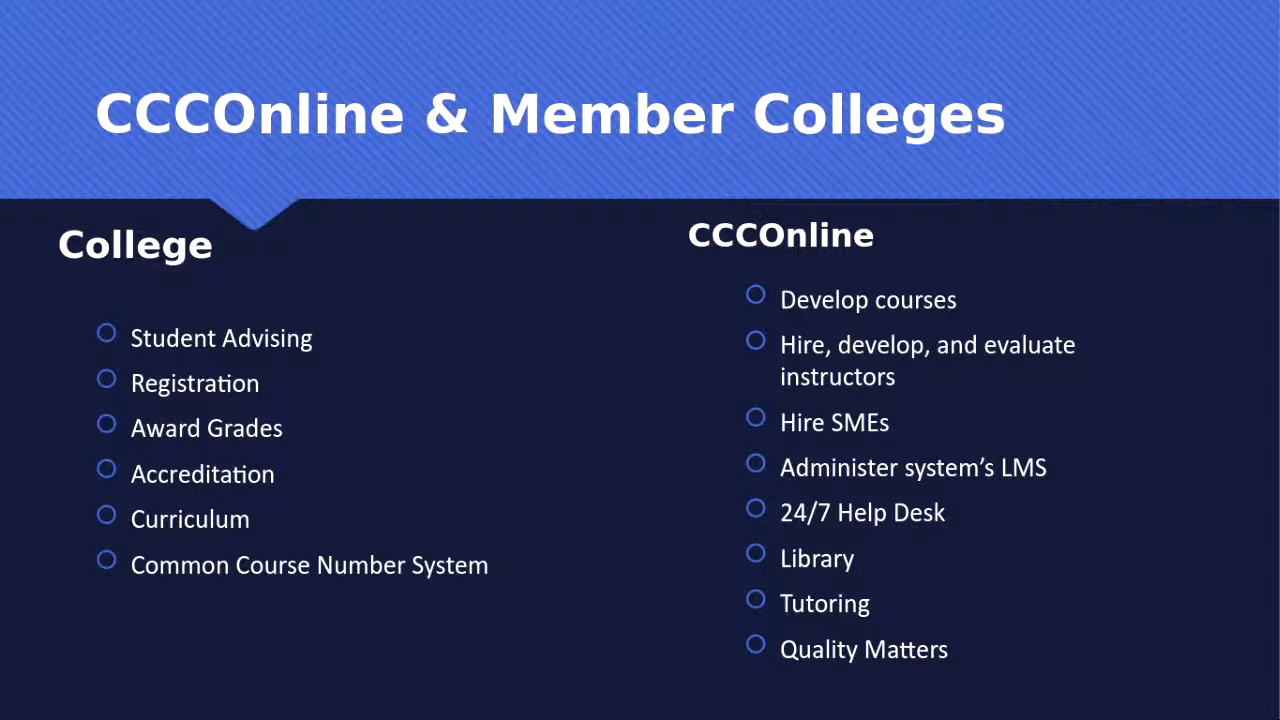 CCCOnline & Member Colleges
College
Student Advising
Registration
Award Grades
Accreditation
Curriculum
Common Course Number System
CCCOnline
Develop courses
Hire, develop, and evaluate
instructors
Hire SMEs
Administer system’s LMS
24/7 Help Desk
Library
Tutoring
Quality Matters